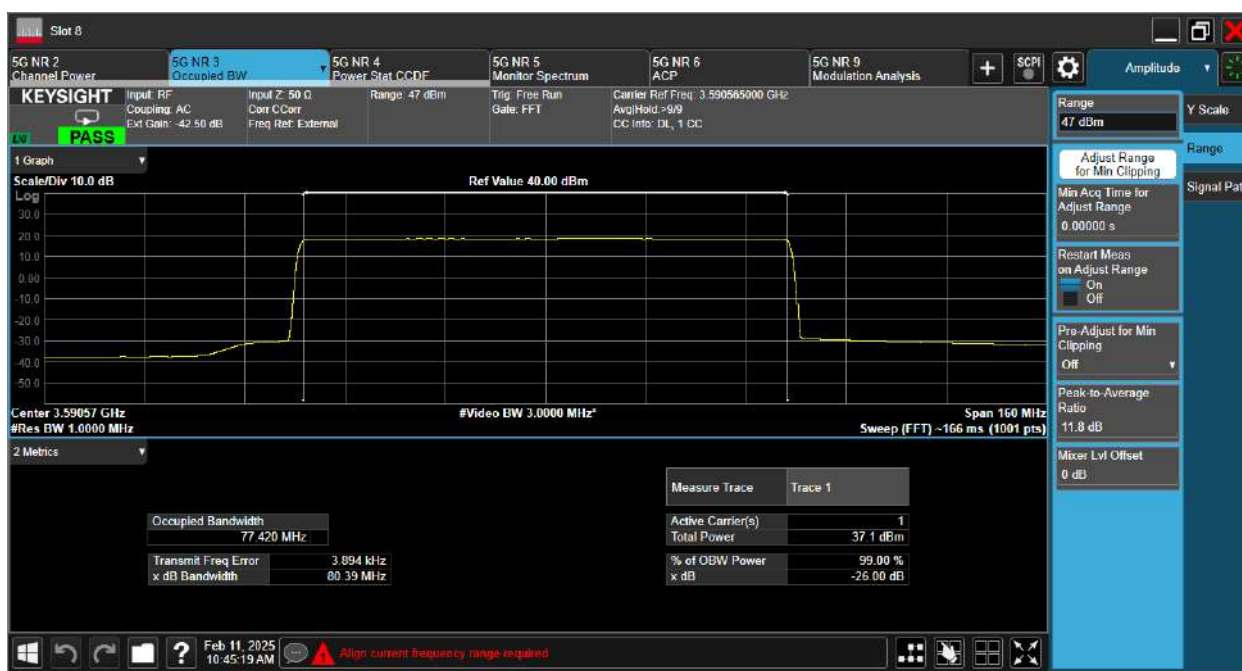 Slot 8
5G NR 2
Channel Power
5G NR 3
Occupied BW
5G NR 4
Power Stat CCDF
5G NR 5
Monitor Spectrum
5G NR 6
ACP
5G NR 9
Modulation Analysis
SCPI
Amplitude
KEYSIGHT
PASS
Input: RF
Coupling: AC
Ext Gain: -42.50 dB
Input Z: 50 Ω
Corr CCorr
Freq Ref: External
Range: 47 dBm
Trig: Free Run
Gate: FFT
Carrier Ref Freq: 3.590565000 GHz
Avg|Hold:>9/9
CC Info: DL, 1 CC
Range
47 dBm
Adjust Range
for Min Clipping
Min Acq Time for
Adjust Range
0.00000 s
Restart Meas
on Adjust Range
On
Off
Pre-Adjust for Min
Clipping
Off
Peak-to-Average
Ratio
11.8 dB
Mixer Lvl Offset
0 dB
Y Scale
Range
Signal Pat
1 Graph
Scale/Div 10.0 dB
Ref Value 40.00 dBm
Log
30.0
20.0
10.0
0.00
-10.0
-20.0
-30.0
-40.0
-50.0
Center 3.59057 GHz
#Video BW 3.0000 MHz*
Span 160 MHz
#Res BW 1.0000 MHz
Sweep (FFT) ~166 ms (1001 pts)
2 Metrics
Measure Trace
Trace 1
Occupied Bandwidth
77.420 MHz
Active Carrier(s)
1
Total Power
37.1 dBm
Transmit Freq Error
3.894 kHz
% of OBW Power
99.00 %
x dB Bandwidth
80.39 MHz
x dB
-26.00 dB
?
Feb 11, 2025
10:45:19 AM
Align current frequency range required